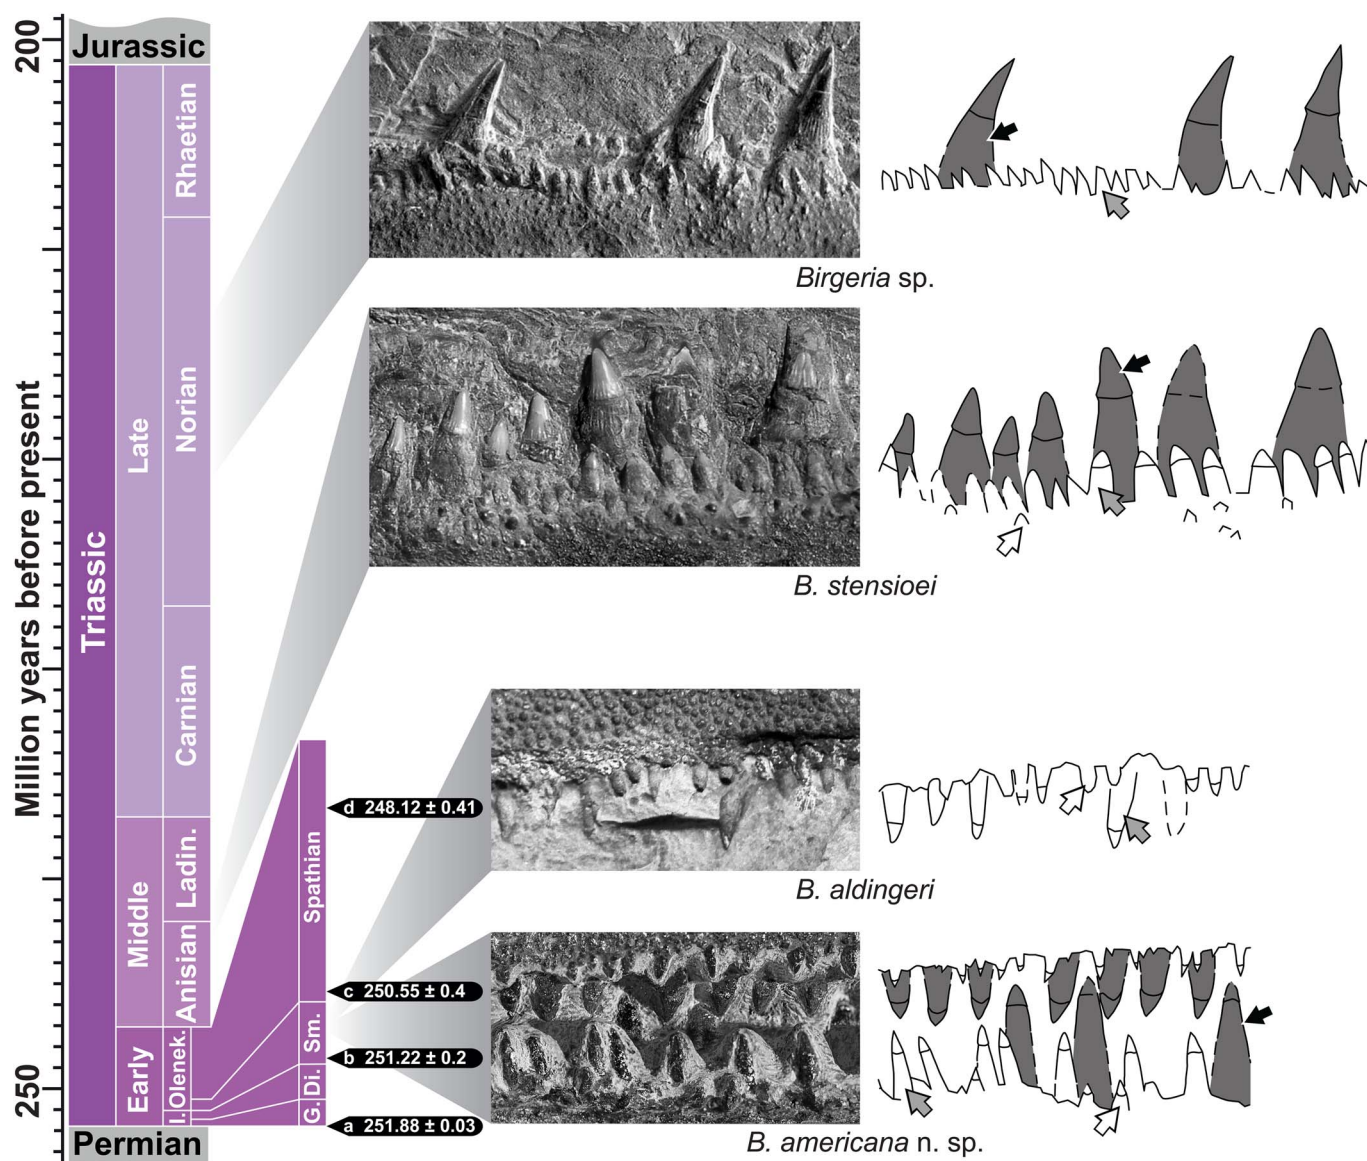 Million years before present
200
250
Jurassic
Triassic
Permian
Late
Middle
Early
Rhaetian
Norian
Carnian
Ladin.
Anisian
Olenek.
I.
Spathian
Sm.
Di.
G.
d 248.12 ± 0.41
c 250.55 ± 0.4
b 251.22 ± 0.2
a 251.88 ± 0.03
Birgeria sp.
B. stensioei
B. aldingeri
B. americana n. sp.